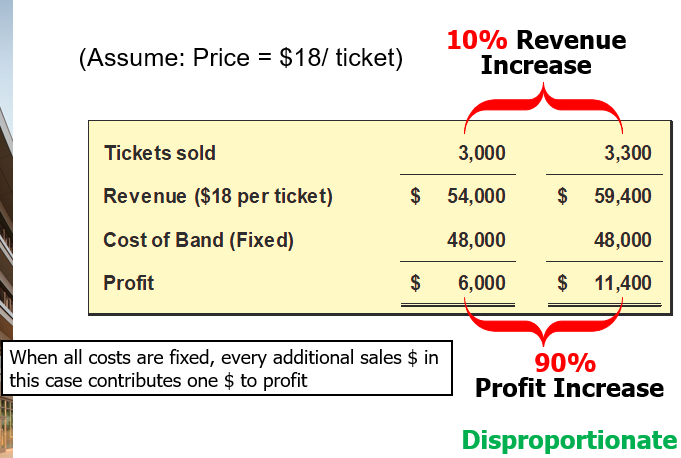 (Assume: Price = $18/ ticket)
10% Revenue
Increase
Tickets sold 3,000 3,300
Revenue ($18 per ticket) $ 54,000 $ 59,400
Cost of Band (Fixed) 48,000 48,000
Profit $ 6,000 $ 11,400
When all costs are fixed, every additional sales $ in
this case contributes one $ to profit
90%
Profit Increase
Disproportionate